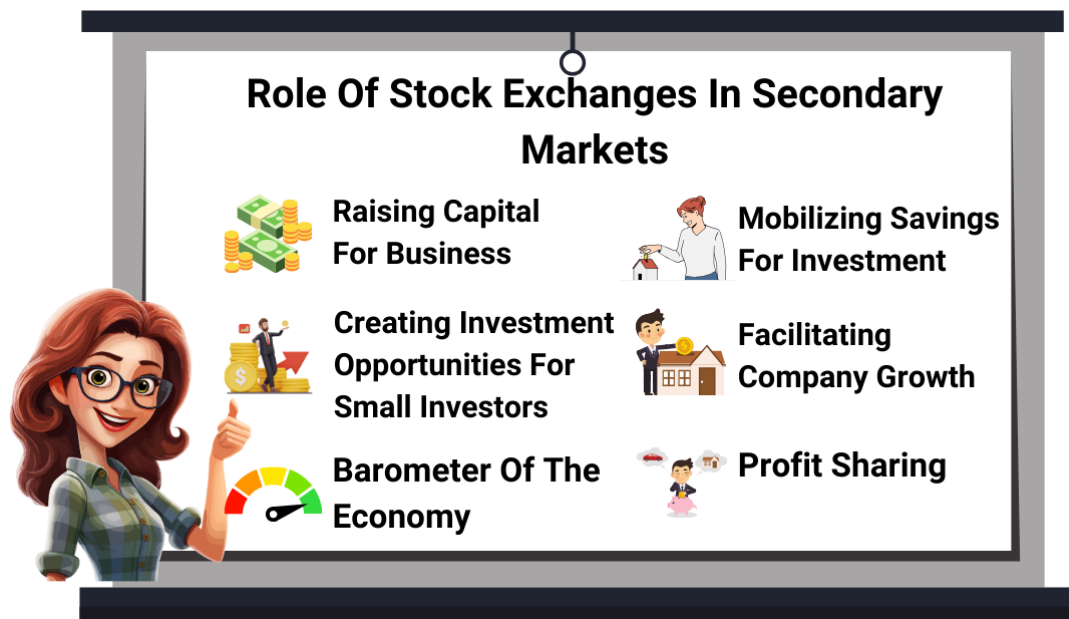 Role Of Stock Exchanges In Secondary
Markets
Raising Capital
For Business
Mobilizing Savings
For Investment
Creating Investment
Opportunities For
Small Investors
Facilitating
Company Growth
Barometer Of The
Economy
Profit Sharing
$